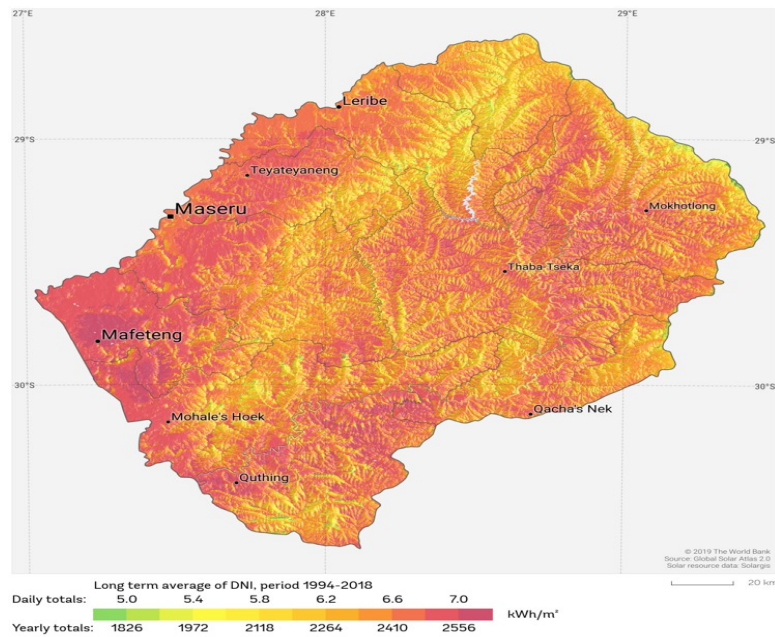 27°E 28°E 29°E
Leribe
29°S 29°S
Teyateyaneng
Maseru
Mokhotlong
Thaba-Tseka
Mafeteng
30°S 30°S
Mohale's Hoek
Qacha's Nek
Quthing
© 2019 The World Bank
Source: Global Solar Atlas 2.0
Solar resource data: Solargis
Long term average of DNI, period 1994-2018
20 km
Daily totals: 5.0 5.4 5.8 6.2 6.6 7.0
kWh/m²
Yearly totals: 1826 1972 2118 2264 2410 2556